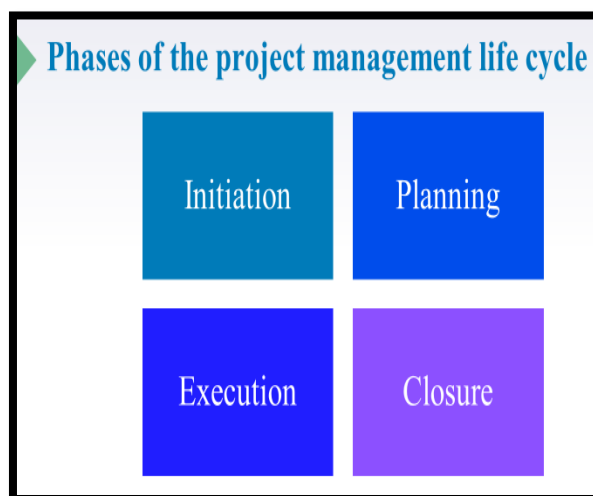 Phases of the project management life cycle
Initiation
Planning
Execution
Closure